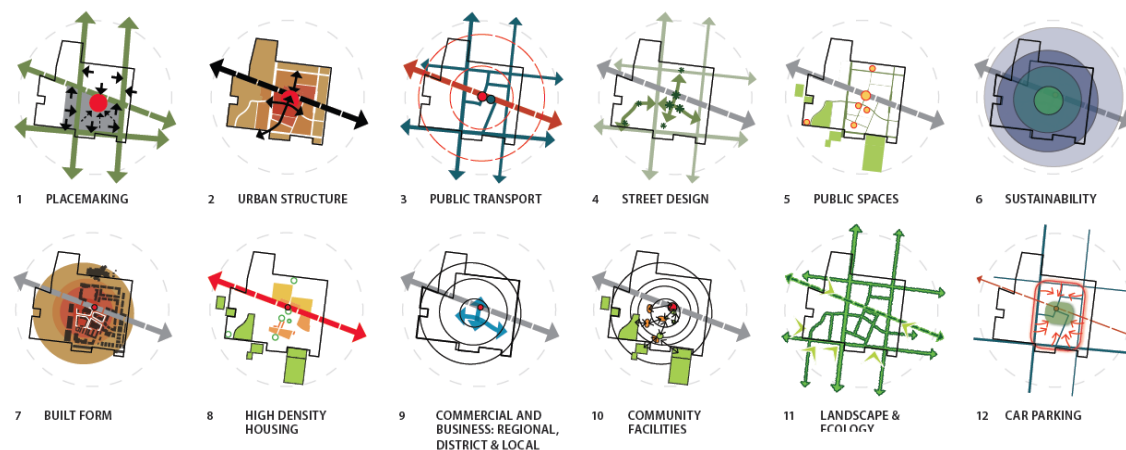 1 PLACEMAKING
2 URBAN STRUCTURE
3 PUBLIC TRANSPORT
4 STREET DESIGN
5 PUBLIC SPACES
6 SUSTAINABILITY
7 BUILT FORM
8 HIGH DENSITY
HOUSING
9 COMMERCIAL AND
BUSINESS: REGIONAL,
DISTRICT & LOCAL
10 COMMUNITY
FACILITIES
11 LANDSCAPE &
ECOLOGY
12 CAR PARKING